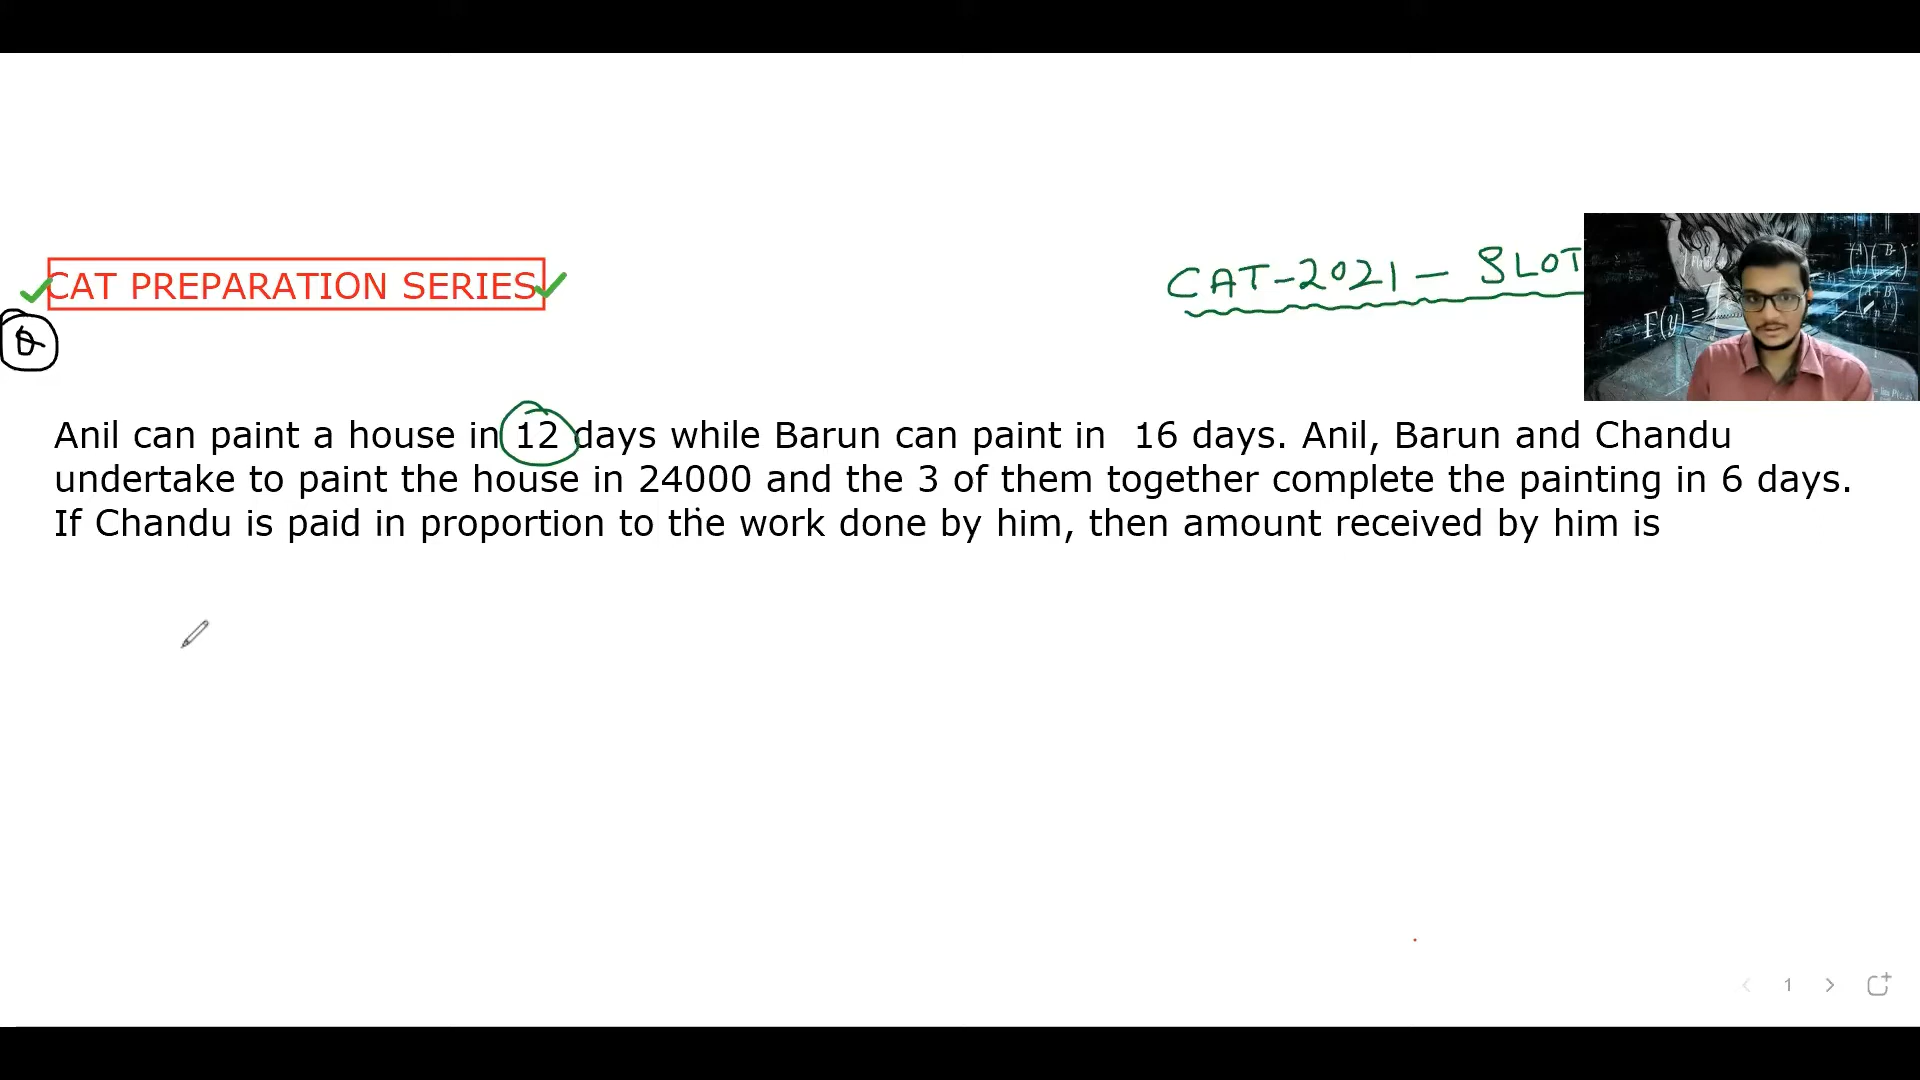 CAT PREPARATION SERIES
CAT-2021 - SLOT
Q
F(y) =
Anil can paint a house in 12 days while Barun can paint in 16 days. Anil, Barun and Chandu
undertake to paint the house in 24000 and the 3 of them together complete the painting in 6 days.
If Chandu is paid in proportion to the work done by him, then amount received by him is
1